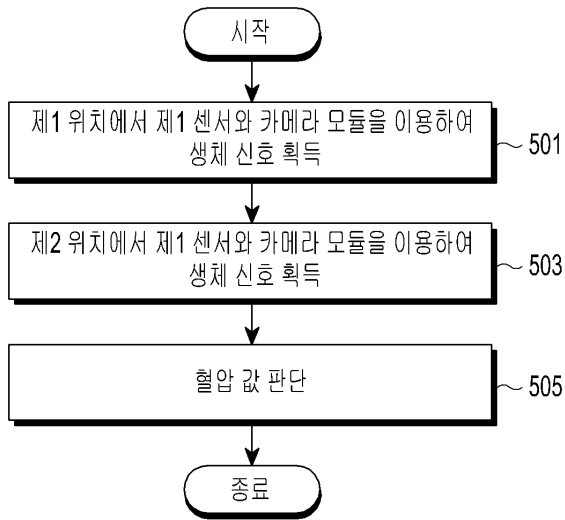 시작
제1 위치에서 제1 센서와 카메라 모듈을 이용하여
생체 신호 획득
501
제2 위치에서 제1 센서와 카메라 모듈을 이용하여
생체 신호 획득
503
혈압 값 판단
505
종료